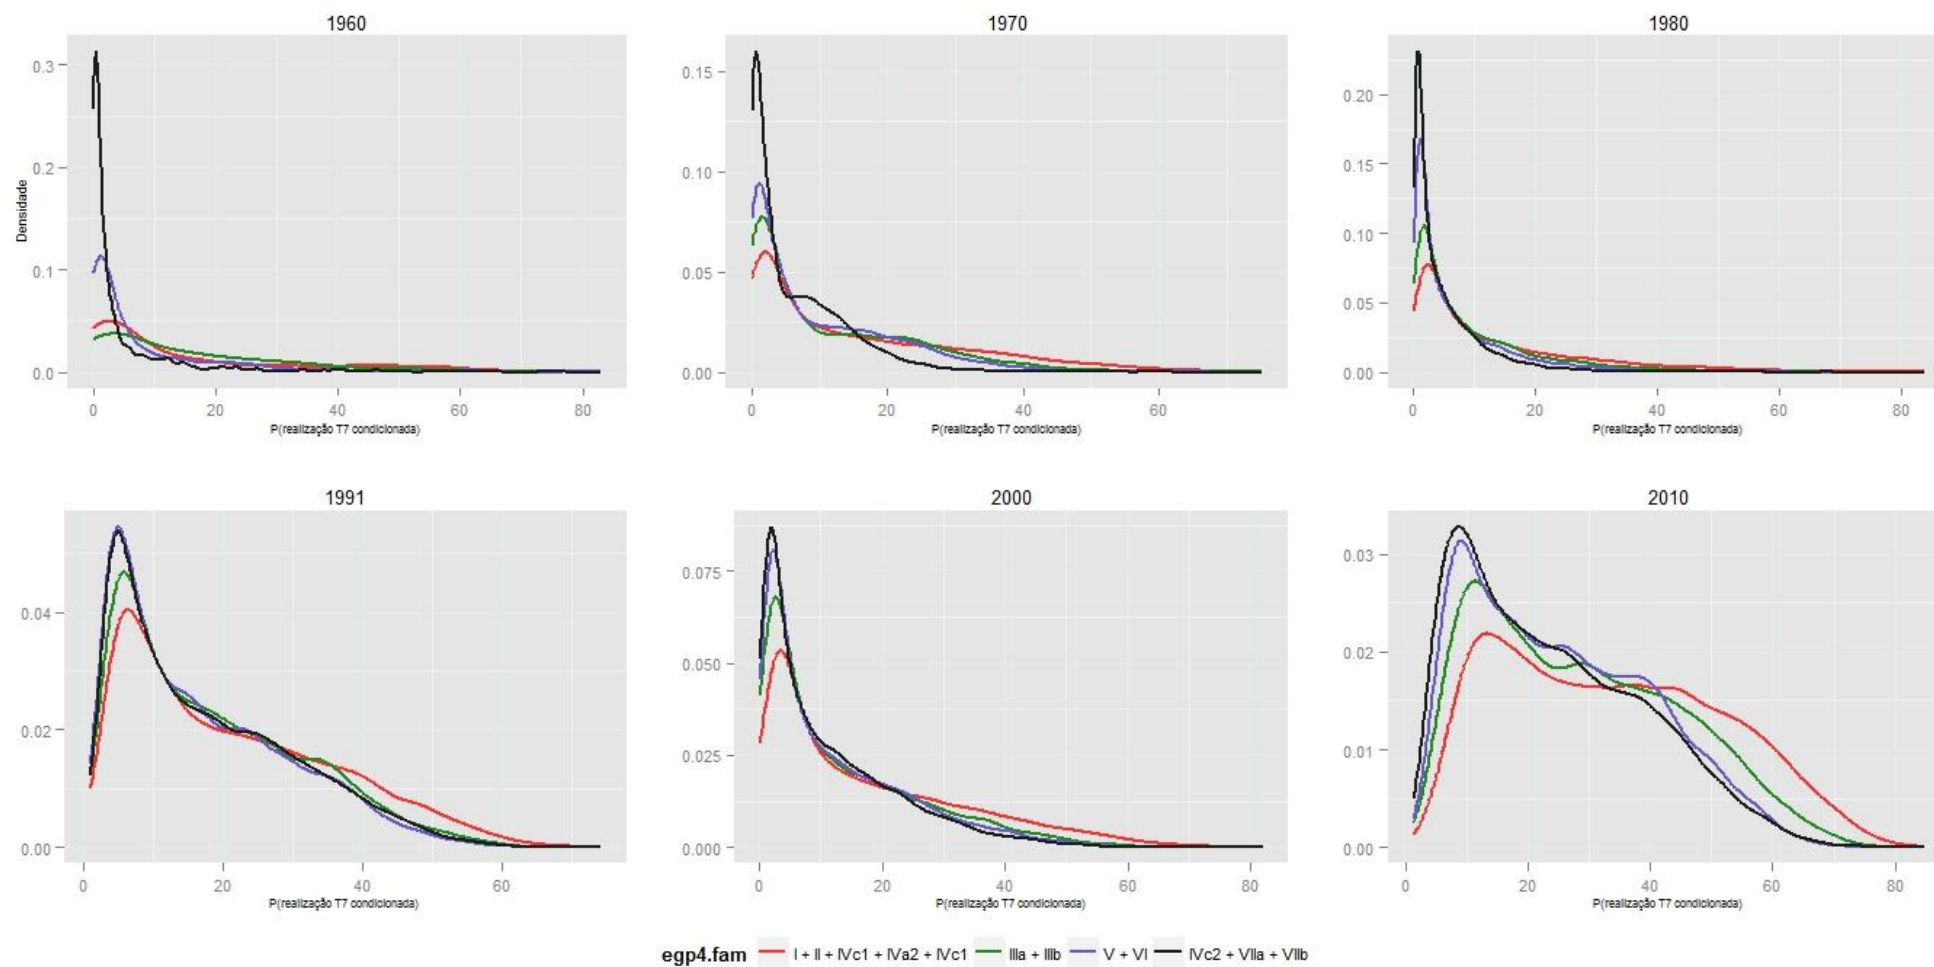 1960
1970
1980
0.3
0.2
0.1
0.0
Densidade
0 20 40 60 80
P(realização T7 condicionada)
0.15
0.10
0.05
0.00
0 20 40 60
P(realização T7 condicionada)
0.20
0.15
0.10
0.05
0.00
0 20 40 60 80
P(realização T7 condicionada)
1991
2000
2010
0.04
0.02
0.00
0 20 40 60
P(realização T7 condicionada)
0.075
0.050
0.025
0.000
0 20 40 60 80
P(realização T7 condicionada)
0.03
0.02
0.01
0.00
0 20 40 60 80
P(realização T7 condicionada)
egp4.fam I + II + IVc1 + IVa2 + IVc1 IIIa + IIIb V + VI IVc2 + VIIa + VIIb